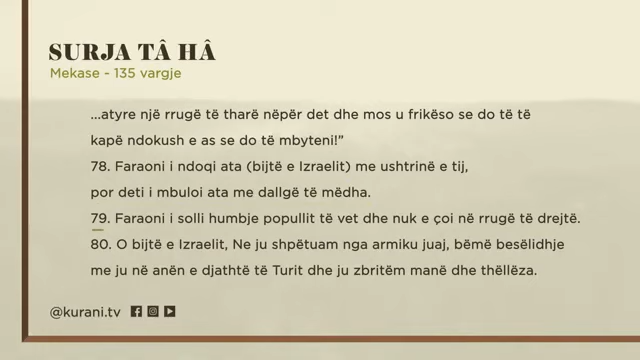 SURJA TÂ HÂ
Mekase - 135 vargje
...atyre një rrugë të tharë nëpër det dhe mos u frikëso se do të të
kapë ndokush e as se do të mbyteni!”
78. Faraoni i ndoqi ata (bijtë e Izraelit) me ushtrinë e tij,
por deti i mbuloi ata me dallgë të mëdha.
79. Faraoni i solli humbje popullit të vet dhe nuk e çoi në rrugë të drejtë.
80. O bijtë e Izraelit, Ne ju shpëtuam nga armiku juaj, bëmë besëlidhje
me ju në anën e djathtë të Turit dhe ju zbritëm manë dhe thëllëza.
@kurani.tv